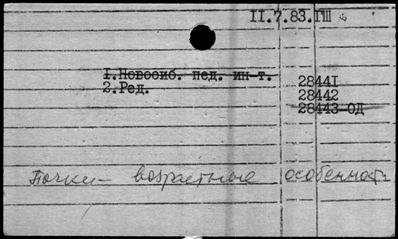 II.7.83.ГШ
I.Новосиб. пед. ин-т.
2.Ред.
28441
28442
28443-ОД
Почки - возрастные особенност.